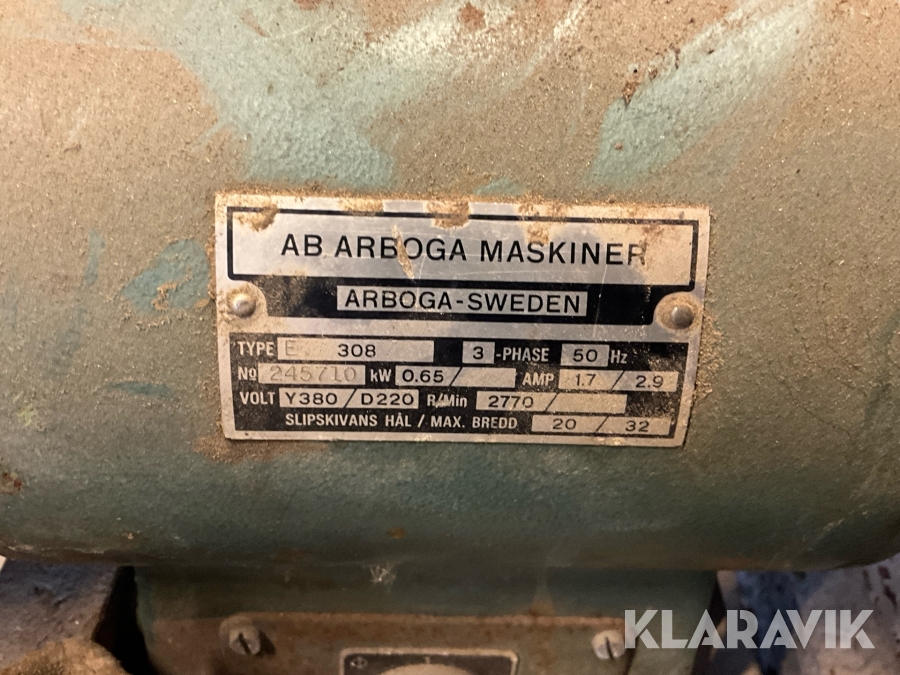 AB ARBOGA MASKINER
ARBOGA-SWEDEN
TYPE E 308 3 -PHASE 50 Hz
No 245710 kW 0.65 / AMP 1.7 / 2.9
VOLT Y380 / D220 R/Min 2770 /
SLIPSKIVANS HÅL / MAX. BREDD 20 / 32
1
KLARAVIK